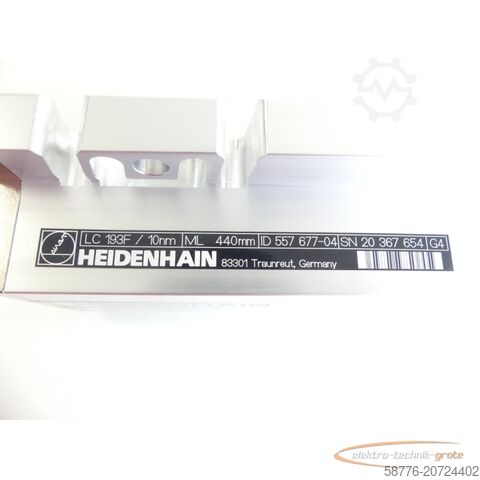 LC 193F / 10nm ML 440mm ID 557 677-04 SN 20 367 654 G4
HEIDENHAIN 83301 Traunreut, Germany
elektro-technik-grote
58776-20724402